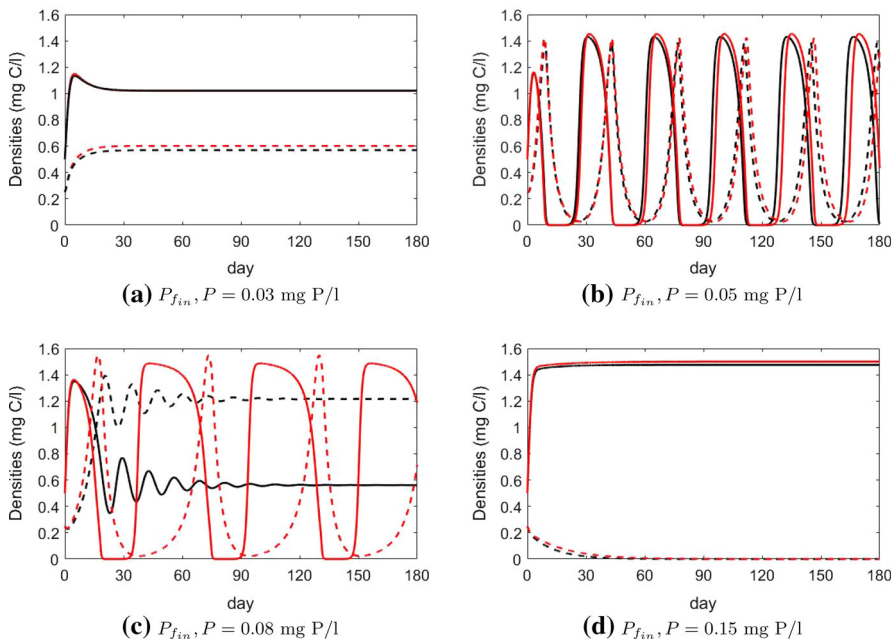 1.6
1.4
1.2
1
0.8
0.6
0.4
0.2
0
Densities (mg C/l)
0 30 60 90 120 150 180
day
(a) P_{f_{in}}, P = 0.03 mg P/l
1.6
1.4
1.2
1
0.8
0.6
0.4
0.2
0
Densities (mg C/l)
0 30 60 90 120 150 180
day
(b) P_{f_{in}}, P = 0.05 mg P/l
1.6
1.4
1.2
1
0.8
0.6
0.4
0.2
0
Densities (mg C/l)
0 30 60 90 120 150 180
day
(c) P_{f_{in}}, P = 0.08 mg P/l
1.6
1.4
1.2
1
0.8
0.6
0.4
0.2
0
Densities (mg C/l)
0 30 60 90 120 150 180
day
(d) P_{f_{in}}, P = 0.15 mg P/l